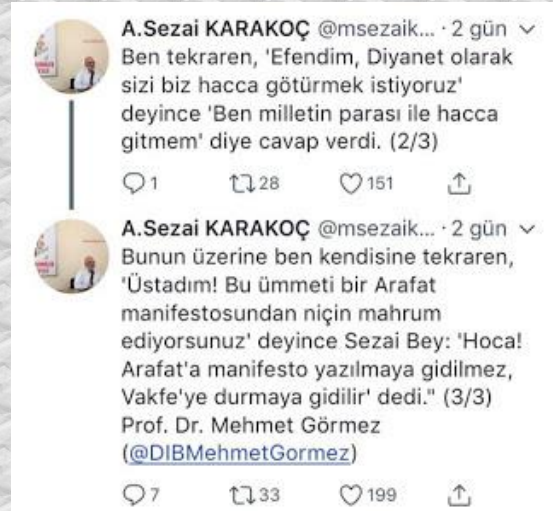 A.Sezai KARAKOÇ @msezaik... · 2 gün
Ben tekraren, 'Efendim, Diyanet olarak
sizi biz hacca götürmek istiyoruz'
deyince 'Ben milletin parası ile hacca
gitmem' diye cavap verdi. (2/3)
1 28 151
A.Sezai KARAKOÇ @msezaik... · 2 gün
Bunun üzerine ben kendisine tekraren,
'Üstadım! Bu ümmeti bir Arafat
manifestosundan niçin mahrum
ediyorsunuz' deyince Sezai Bey: 'Hoca!
Arafat'a manifesto yazılmaya gidilmez,
Vakfe'ye durmaya gidilir' dedi." (3/3)
Prof. Dr. Mehmet Görmez
(@DIBMehmetGormez)
7 33 199